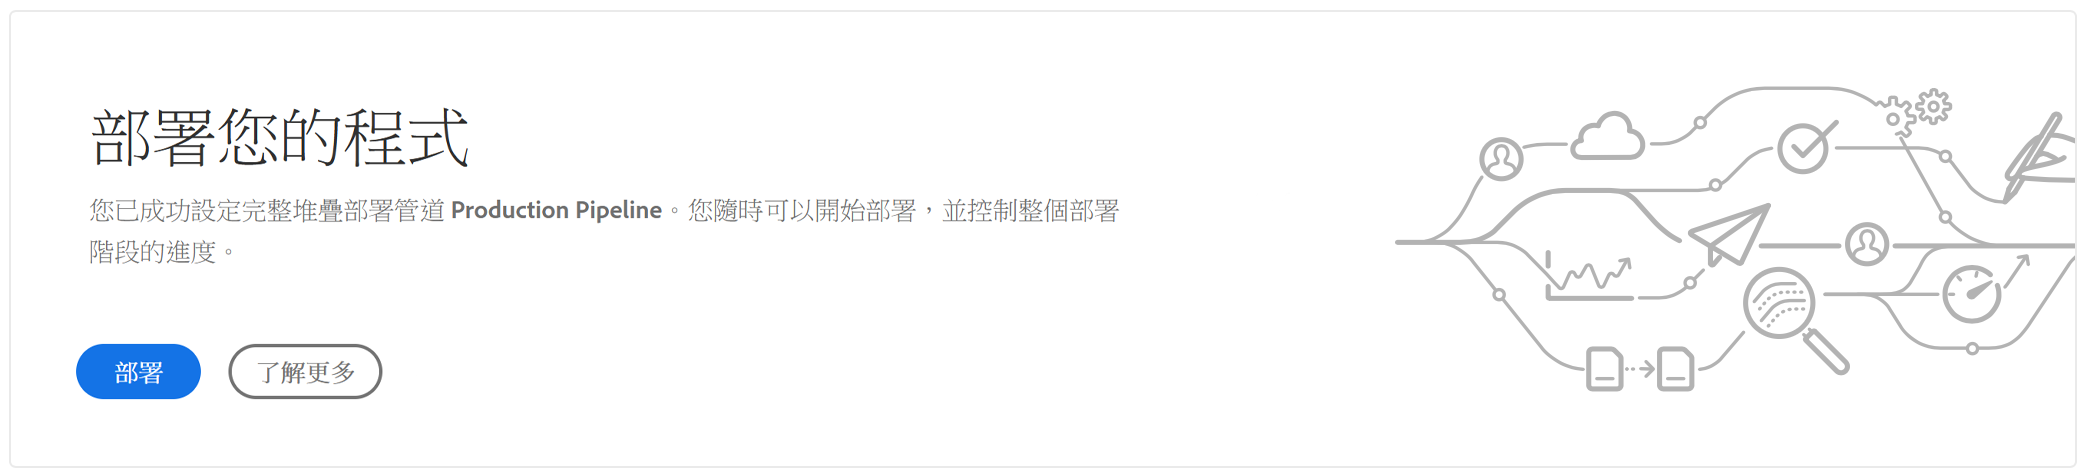 部署您的程式
您已成功設定完整堆疊部署管道 Production Pipeline。您隨時可以開始部署，並控制整個部署
階段的進度。
部署
了解更多